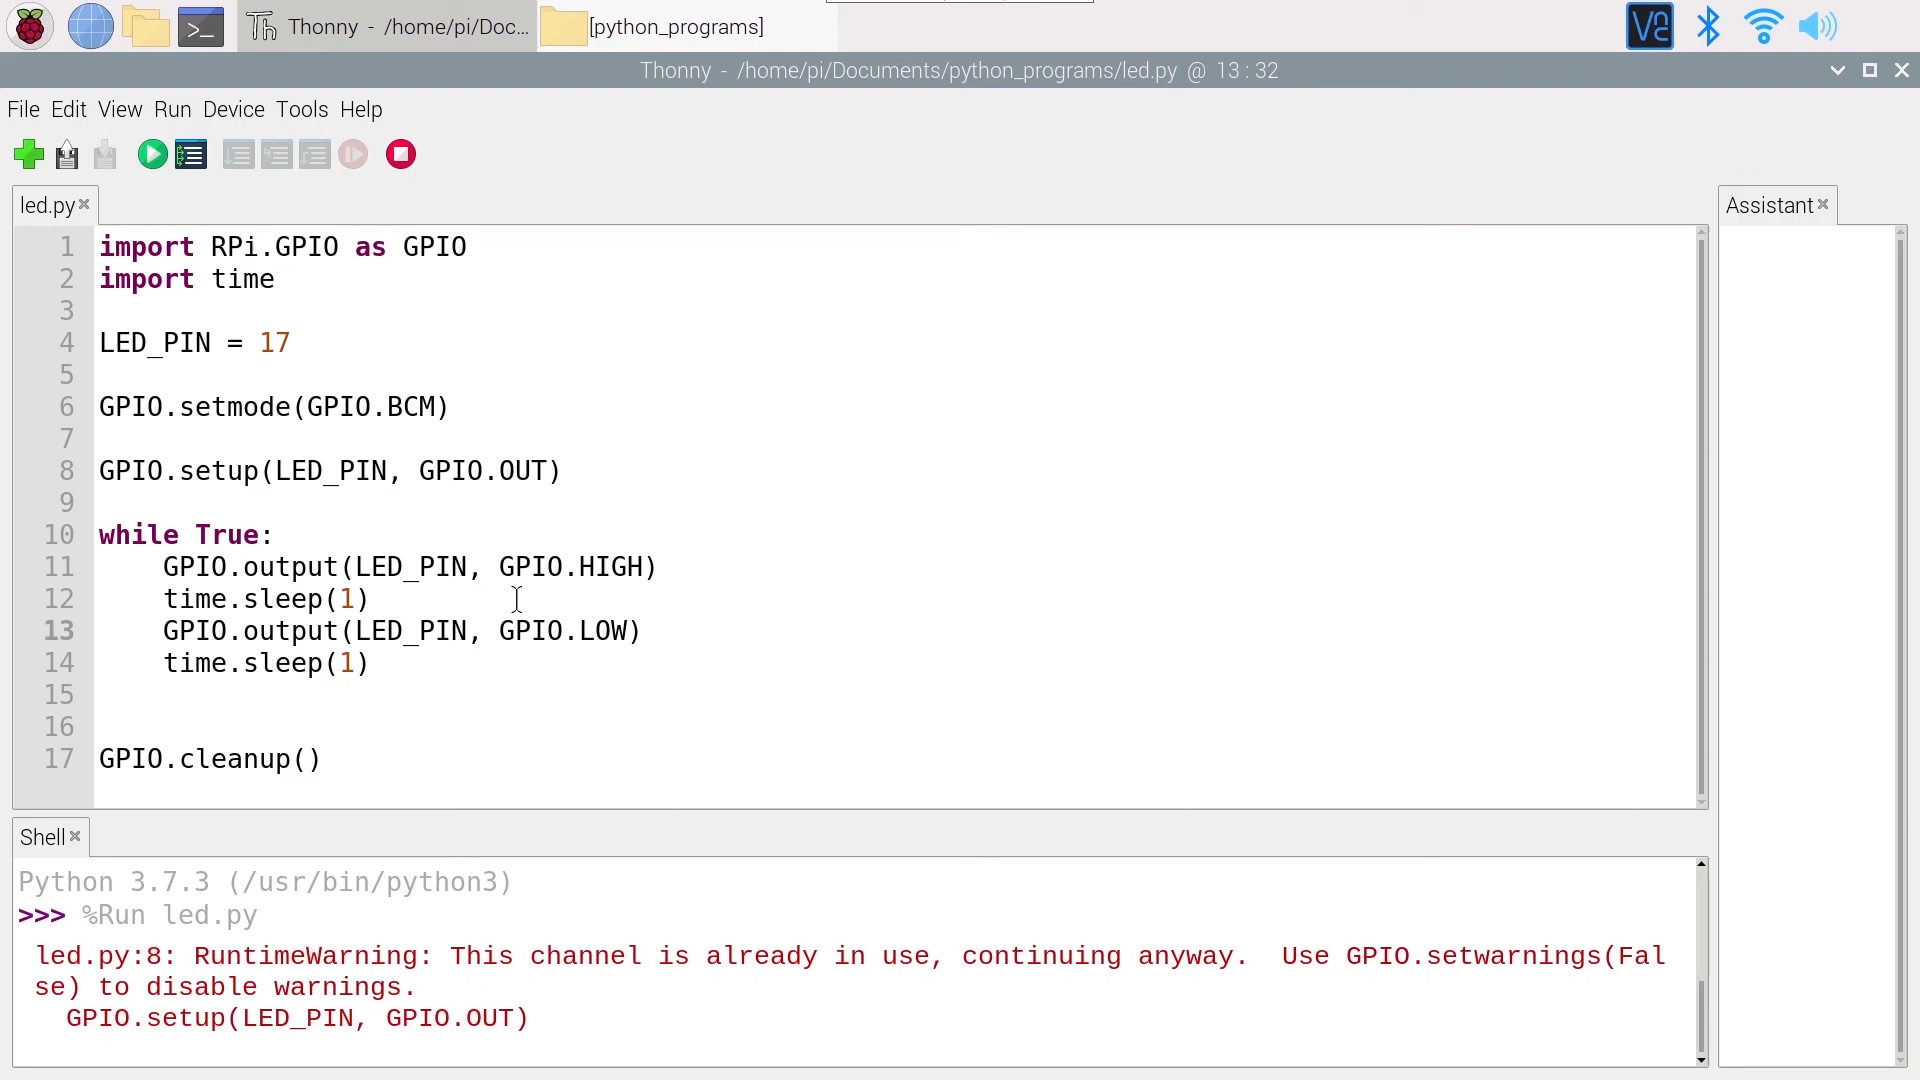 Thonny - /home/pi/Doc...
[python_programs]
Thonny - /home/pi/Documents/python_programs/led.py @ 13 : 32
File Edit View Run Device Tools Help
led.py
Assistant
1 import RPi.GPIO as GPIO
2 import time
3
4 LED_PIN = 17
5
6 GPIO.setmode(GPIO.BCM)
7
8 GPIO.setup(LED_PIN, GPIO.OUT)
9
10 while True:
11     GPIO.output(LED_PIN, GPIO.HIGH)
12     time.sleep(1)
13     GPIO.output(LED_PIN, GPIO.LOW)
14     time.sleep(1)
15
16
17 GPIO.cleanup()
Shell
Python 3.7.3 (/usr/bin/python3)
>>> %Run led.py
led.py:8: RuntimeWarning: This channel is already in use, continuing anyway.  Use GPIO.setwarnings(Fal
se) to disable warnings.
  GPIO.setup(LED_PIN, GPIO.OUT)